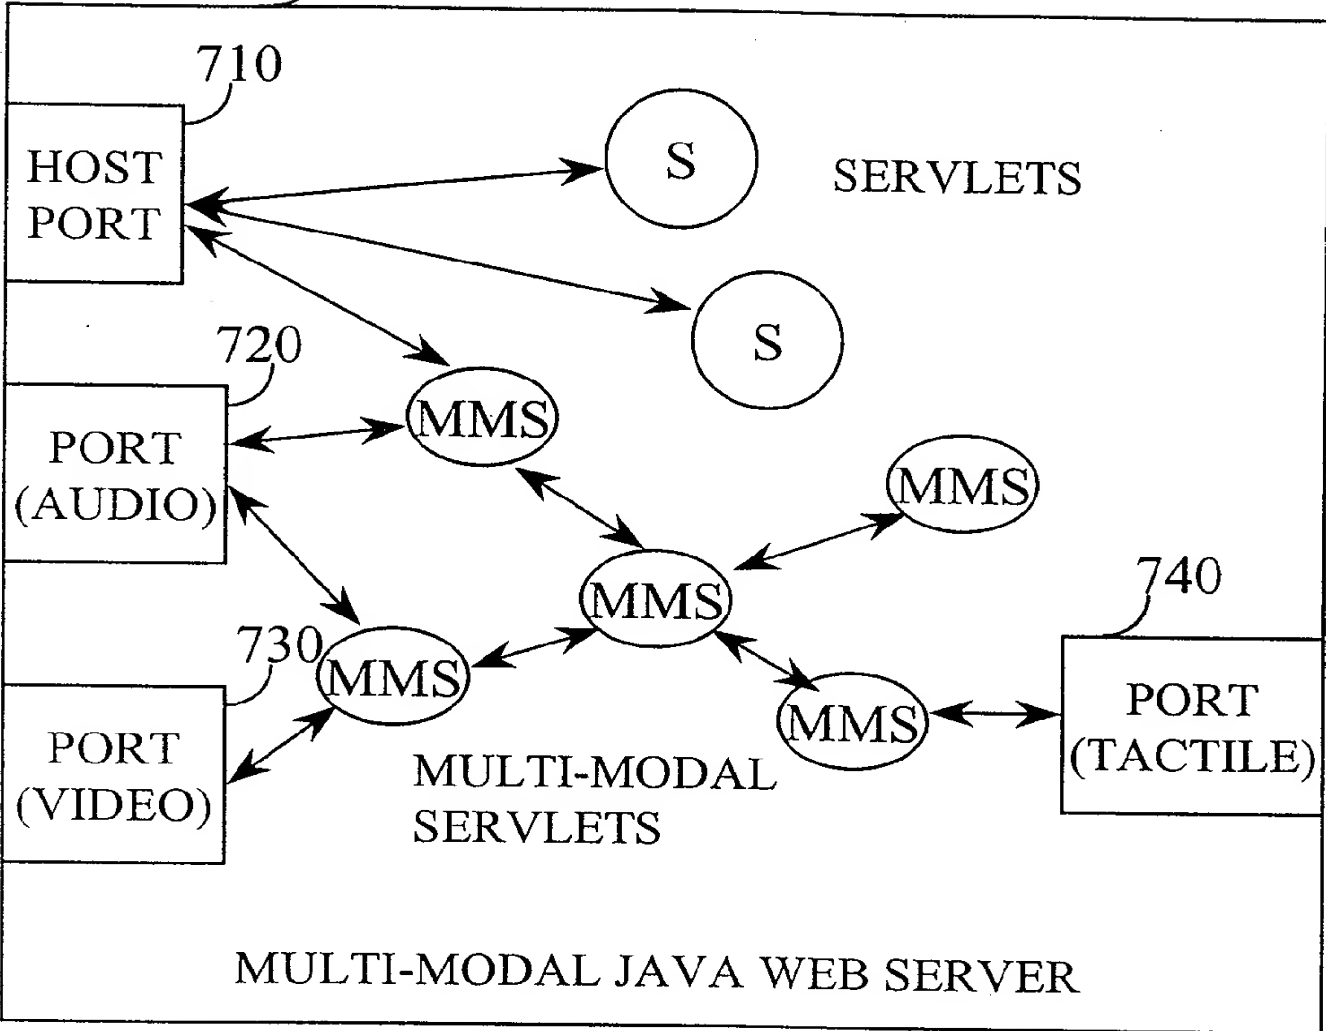 710
HOST
PORT
S
SERVLETS
S
720
PORT
(AUDIO)
MMS
MMS
MMS
740
730
MMS
PORT
(TACTILE)
MMS
PORT
(VIDEO)
MULTI-MODAL
SERVLETS
MULTI-MODAL JAVA WEB SERVER